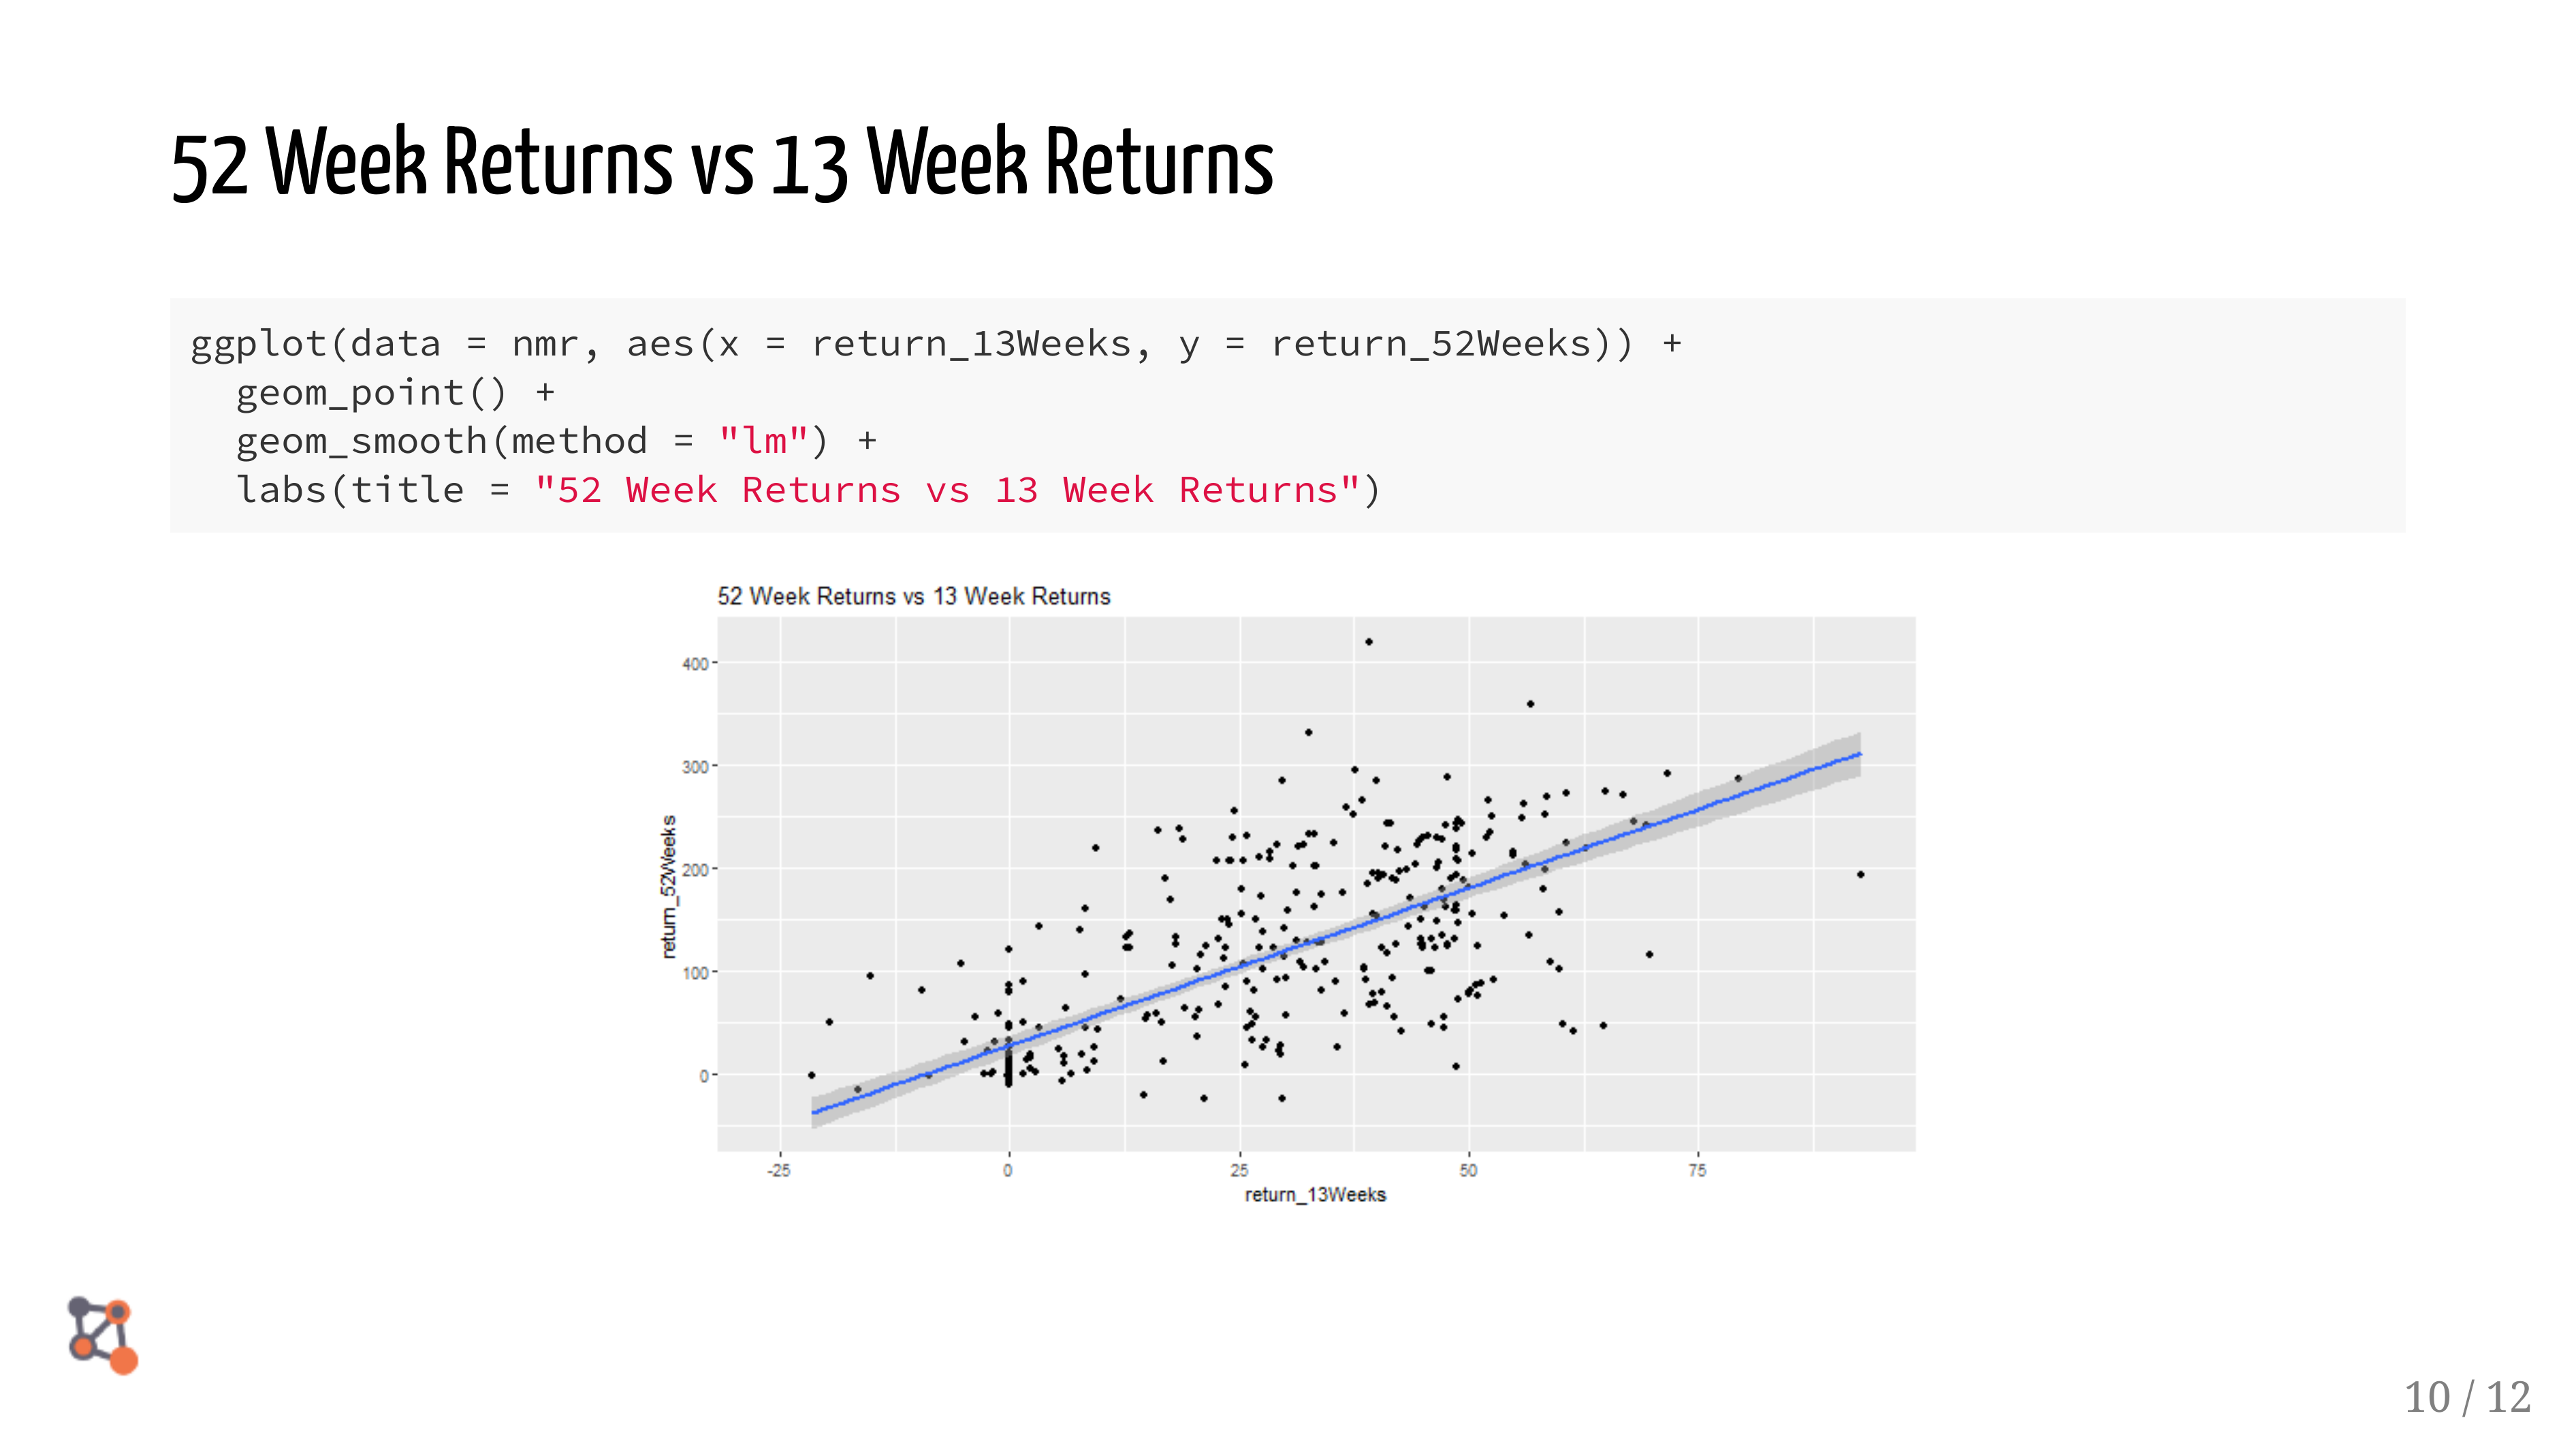 52 Week Returns vs 13 Week Returns
ggplot(data = nmr, aes(x = return_13Weeks, y = return_52Weeks)) +
  geom_point() +
  geom_smooth(method = "lm") +
  labs(title = "52 Week Returns vs 13 Week Returns")
52 Week Returns vs 13 Week Returns
return_52Weeks
400
300
200
100
0
-25 0 25 50 75
return_13Weeks
10 / 12